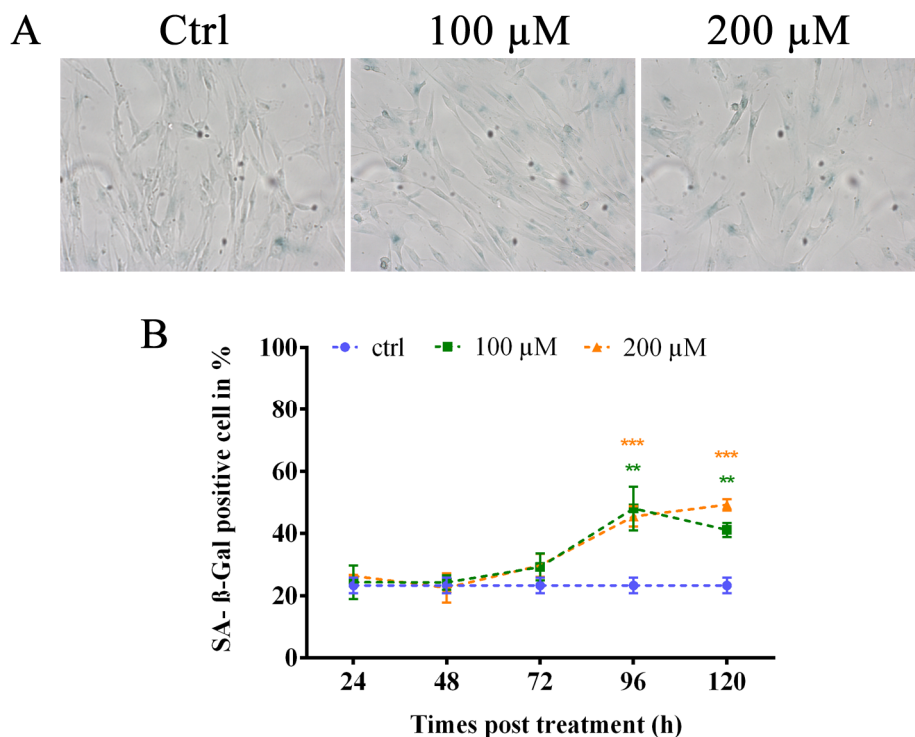 A
Ctrl
100 µM
200 µM
B
ctrl 100 µM 200 µM
SA- ß-Gal positive cell in %
100
80
60
40
20
0
*** ***
** **
24 48 72 96 120
Times post treatment (h)